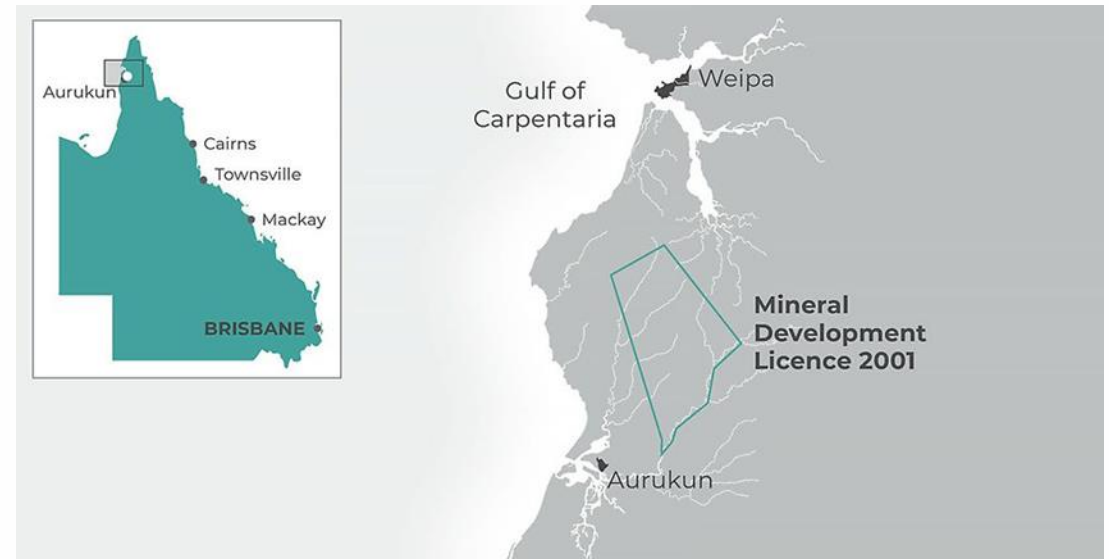 Aurukun
Cairns
Townsville
Mackay
BRISBANE
Gulf of
Carpentaria
Weipa
Mineral
Development
Licence 2001
Aurukun